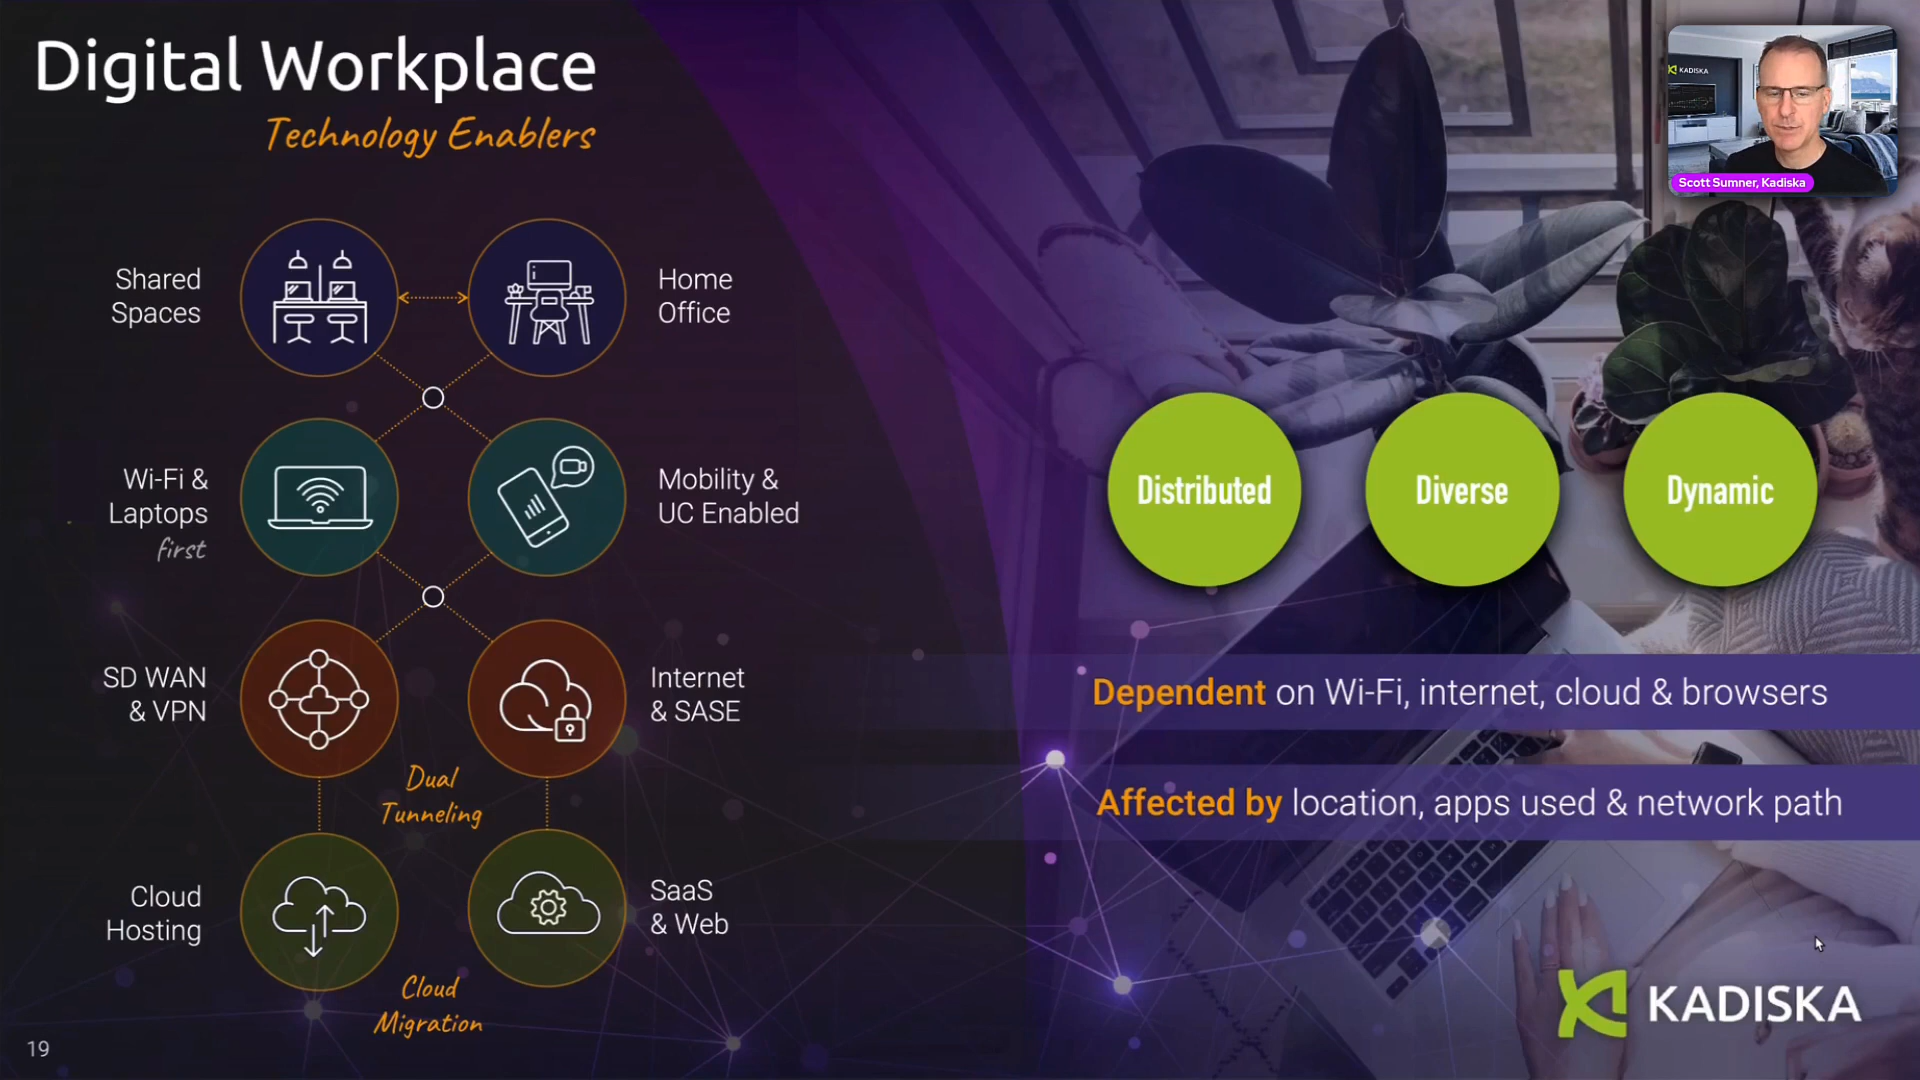 Digital Workplace
Technology Enablers
Shared
Spaces
Home
Office
Wi-Fi &
Laptops
first
Mobility &
UC Enabled
SD WAN
& VPN
Internet
& SASE
Dual
Tunneling
Cloud
Hosting
SaaS
& Web
Cloud
Migration
19
KADISKA
Scott Sumner, Kadiska
Distributed
Diverse
Dynamic
Dependent on Wi-Fi, internet, cloud & browsers
Affected by location, apps used & network path
KADISKA